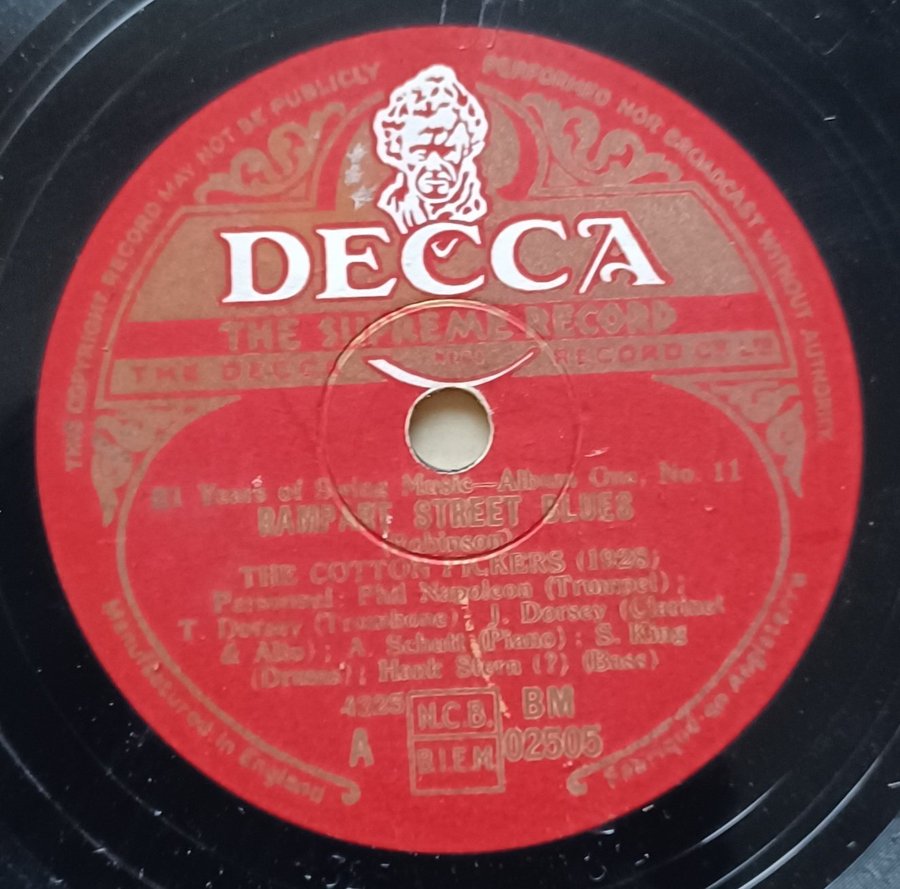 THIS COPYRIGHT RECORD MAY NOT BE PUBLICLY PERFORMED NOR BROADCAST WITHOUT AUTHORITY
DECCA
THE SUPREME RECORD
THE DECCA RECORD CO LD
21 Years of Swing Music—Album One, No. 11
RAMPART STREET BLUES
(Robinson)
THE COTTON PICKERS (1928)
Personnel: Phil Napoleon (Trumpet);
T. Dorsey (Trombone); J. Dorsey (Clarinet
& Alto); A. Schutt (Piano); S. King
(Drums); Hank Stern (?) (Bass)
4225 N.C.B. BM
A B.I.E.M. 02505
Manufactured in England
Fabriqué en Angleterre